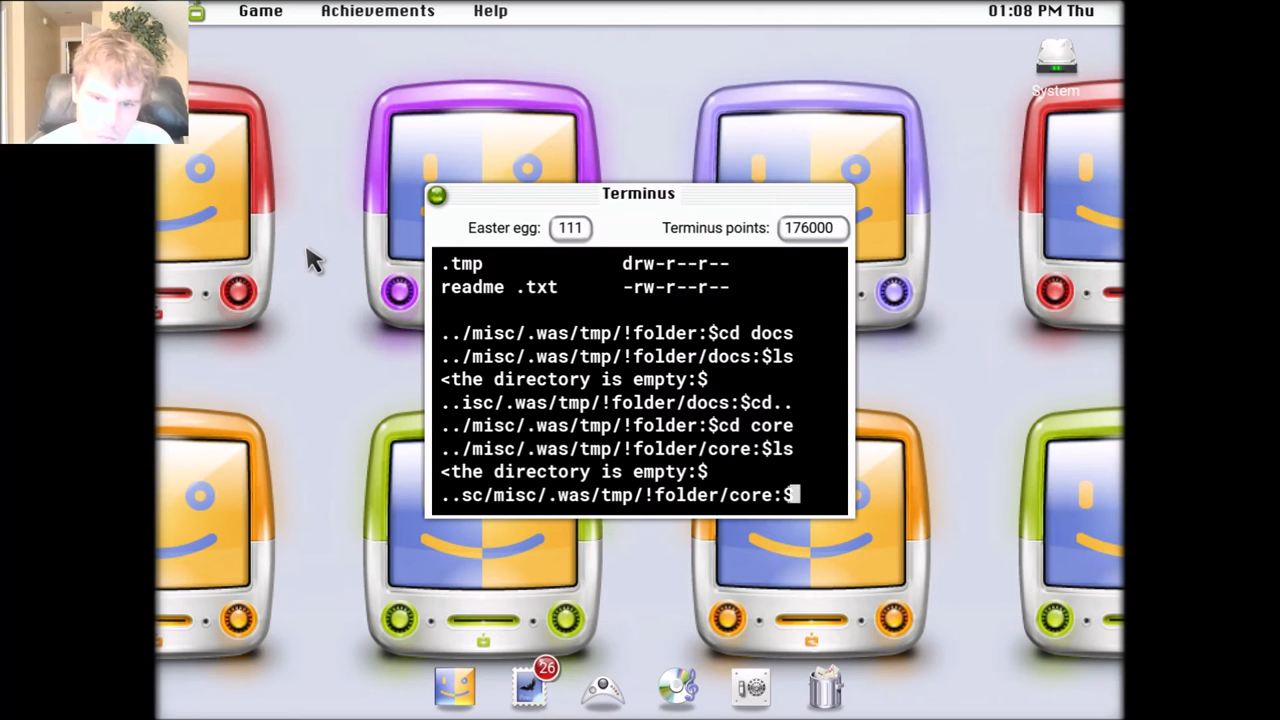 Game Achievements Help 01:08 PM Thu
System
Terminus
Easter egg: 111 Terminus points: 176000
.tmp drw-r--r--
readme .txt -rw-r--r--
../misc/.was/tmp/!folder:$cd docs
../misc/.was/tmp/!folder/docs:$ls
<the directory is empty:$
..isc/.was/tmp/!folder/docs:$cd..
../misc/.was/tmp/!folder:$cd core
../misc/.was/tmp/!folder/core:$ls
<the directory is empty:$
..sc/misc/.was/tmp/!folder/core:$
26